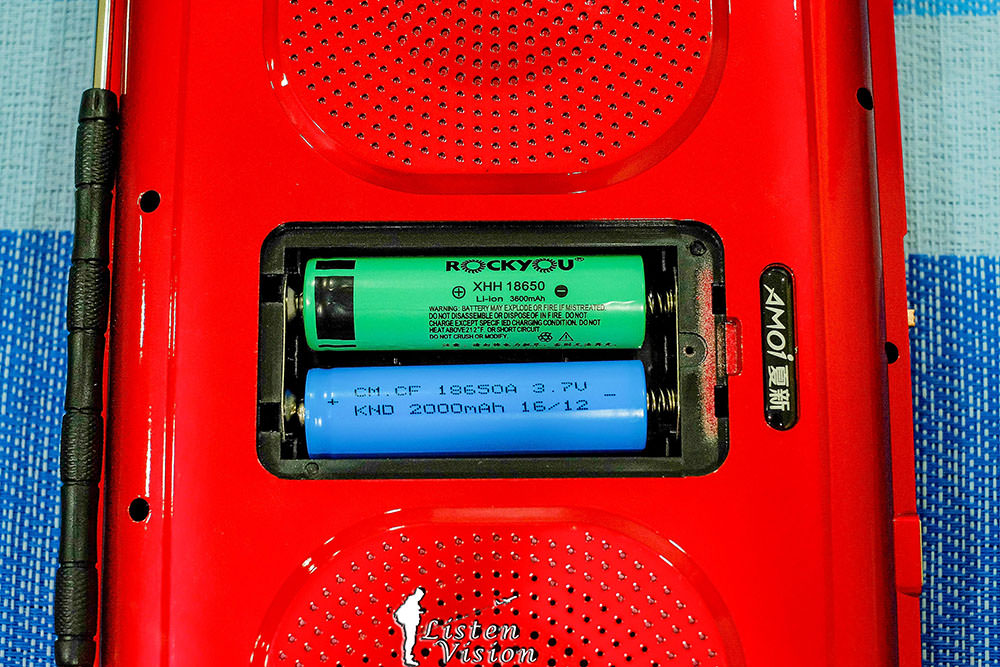 ROCKYOU®
XHH 18650
Li-ion 3600mAh
WARNING: BATTERY MAY EXPLODE OR FIRE IF MISTREATED.
DO NOT DISASSEMBLE OR DISPOSE OF IN FIRE. DO NOT
CHARGE EXCEPT SPECIFIED CHARGING CONDITION. DO NOT
HEAT ABOVE 212°F. OR SHORT CIRCUIT
DO NOT CRUSH OR MODIFY.
+ CM.CF 18650A 3.7V -
KND 2000mAh 16/12
AMOi 夏新
Listen
Vision